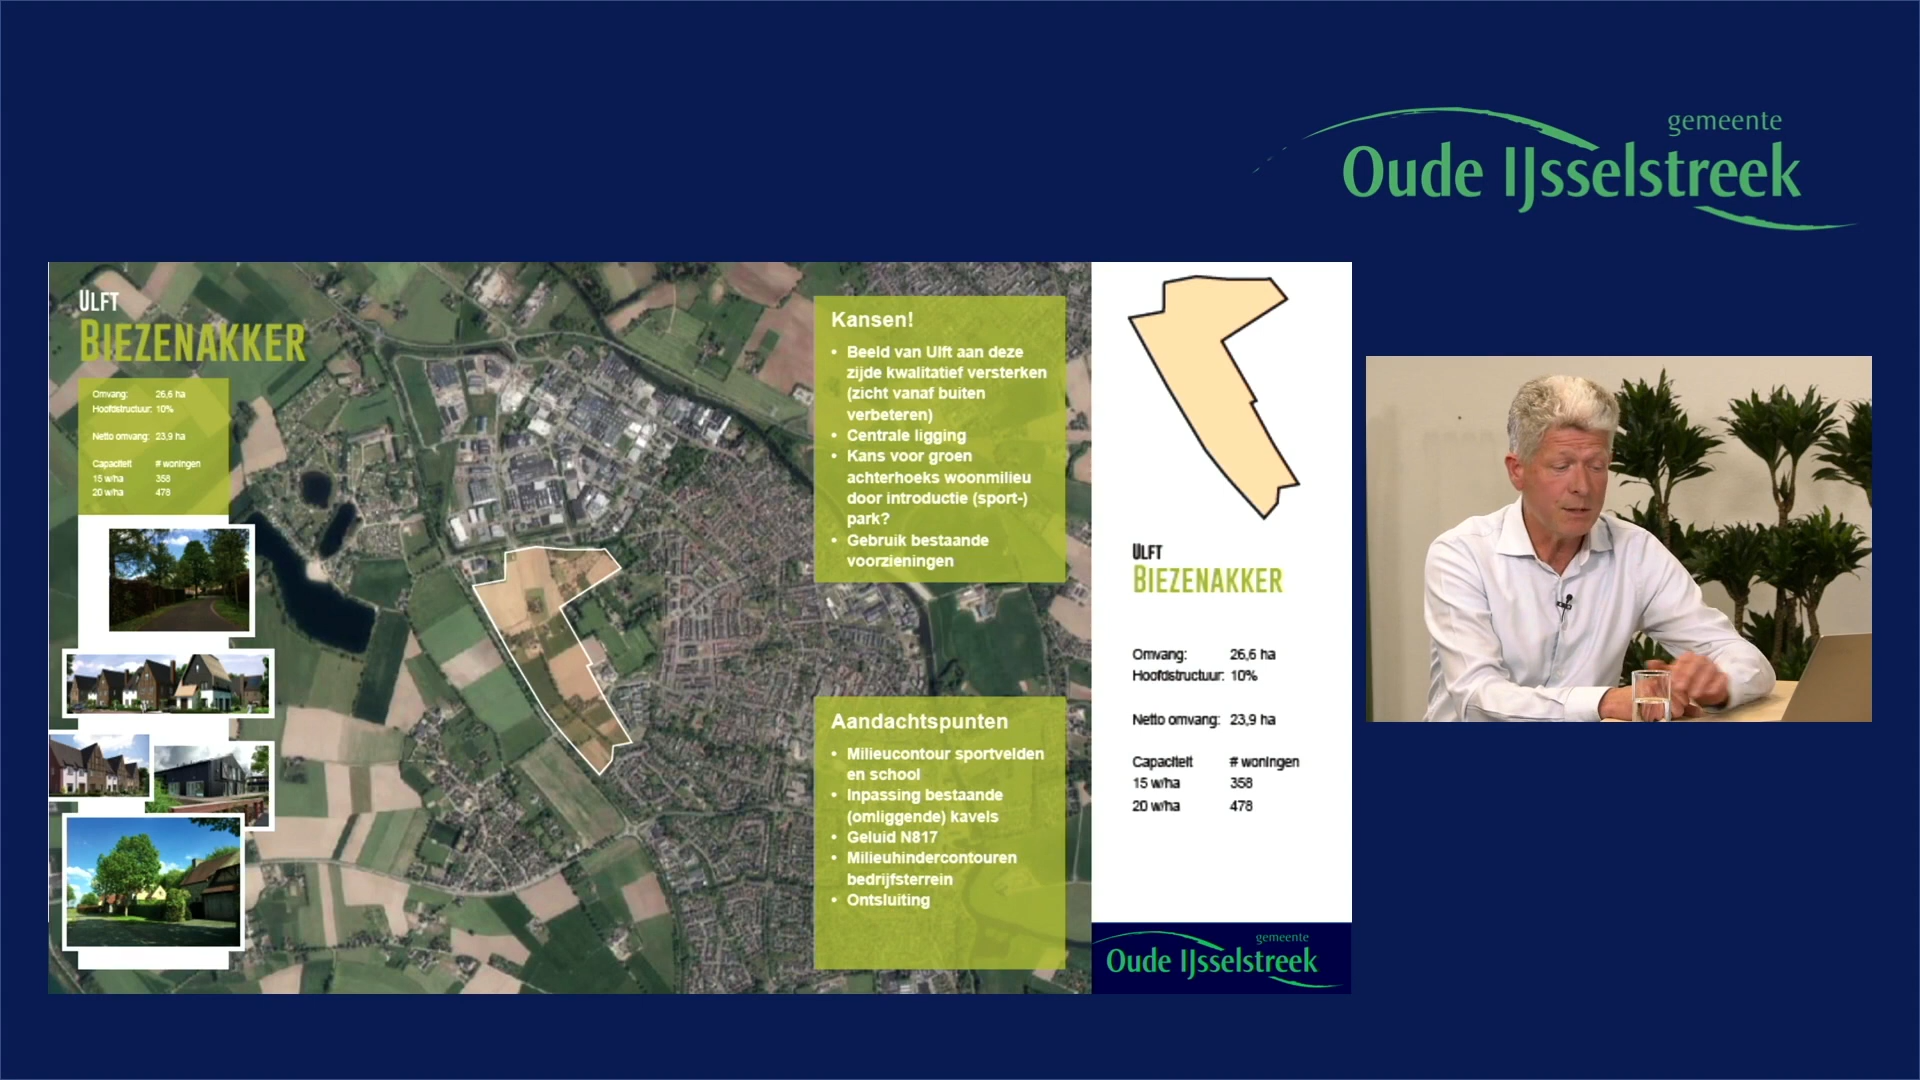 gemeente
Oude IJsselstreek
ULFT
BIEZENAKKER
Omvang: 26,6 ha
Hoofdstructuur: 10%
Netto omvang: 23,9 ha
Capaciteit # woningen
15 w/ha 358
20 w/ha 478
Kansen!
• Beeld van Ulft aan deze
zijde kwalitatief versterken
(zicht vanaf buiten
verbeteren)
• Centrale ligging
• Kans voor groen
achterhoeks woonmilieu
door introductie (sport-)
park?
• Gebruik bestaande
voorzieningen
Aandachtspunten
• Milieucontour sportvelden
en school
• Inpassing bestaande
(omliggende) kavels
• Geluid N817
• Milieuhindercontouren
bedrijfsterrein
• Ontsluiting
ULFT
BIEZENAKKER
Omvang: 26,6 ha
Hoofdstructuur: 10%
Netto omvang: 23,9 ha
Capaciteit # woningen
15 w/ha 358
20 w/ha 478
gemeente
Oude IJsselstreek